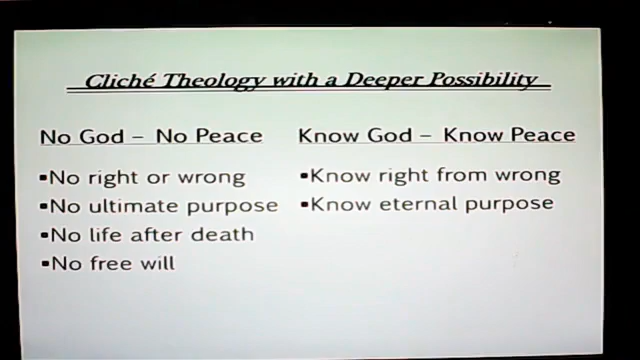 Cliché Theology with a Deeper Possibility
No God – No Peace
▪No right or wrong
▪No ultimate purpose
▪No life after death
▪No free will
Know God – Know Peace
▪Know right from wrong
▪Know eternal purpose